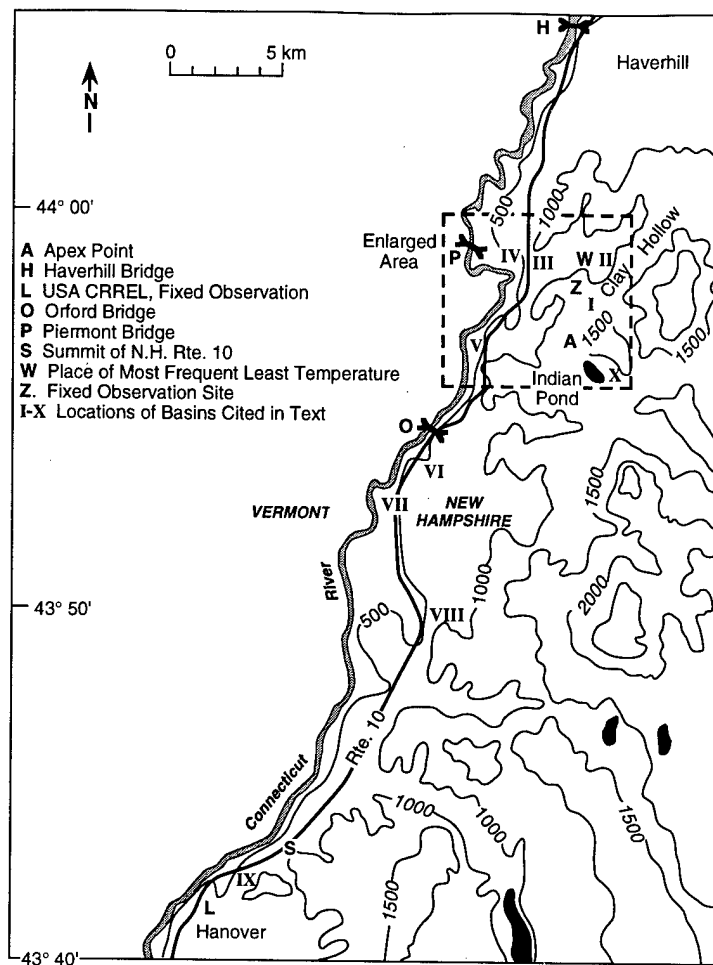 H
Haverhill
0 5 km
N
44° 00'
500
1000
Enlarged
Area
P
IV
III
W II
Clay Hollow
Z
I
A
1500
1500
V
X
Indian
Pond
A Apex Point
H Haverhill Bridge
L USA CRREL, Fixed Observation
O Orford Bridge
P Piermont Bridge
S Summit of N.H. Rte. 10
W Place of Most Frequent Least Temperature
Z. Fixed Observation Site
I-X Locations of Basins Cited in Text
O
VI
VERMONT
VII
NEW
HAMPSHIRE
1500
River
1000
2000
43° 50'
500
VIII
Rte. 10
Connecticut
1000
1000
1500
S
IX
L
Hanover
1500
43° 40'